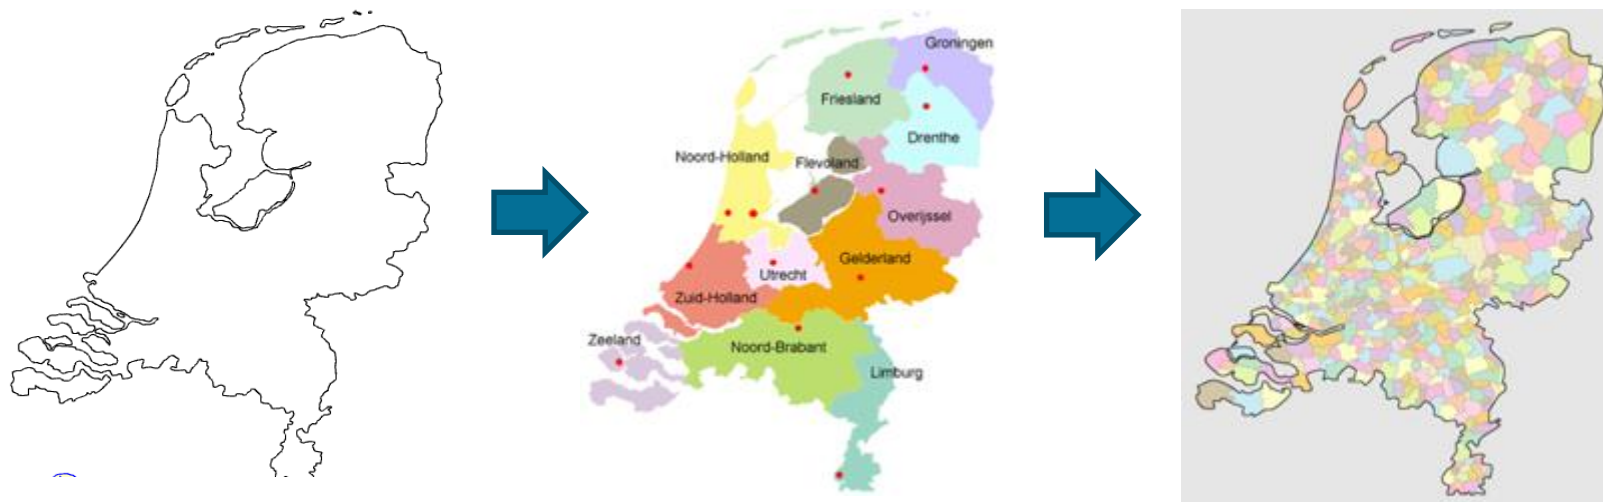 Groningen
Friesland
Drenthe
Noord-Holland
Flevoland
Overijssel
Gelderland
Utrecht
Zuid-Holland
Zeeland
Noord-Brabant
Limburg